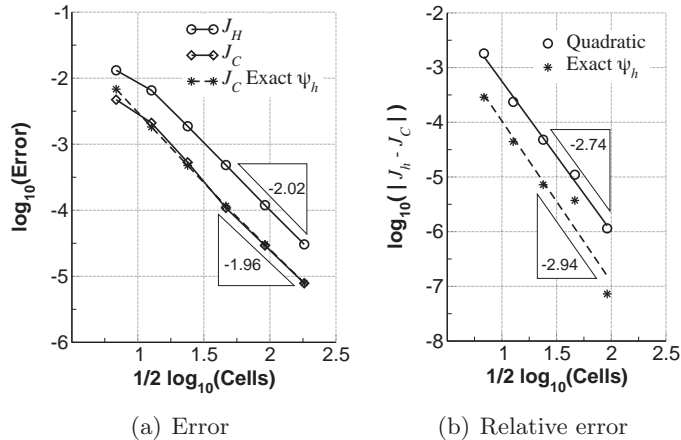 -1
-2
-3
-4
-5
-6
log10(Error)
J_H
J_C
J_C Exact ψ_h
-2.02
-1.96
1
1.5
2
2.5
1/2 log10(Cells)
(a) Error
-2
-3
-4
-5
-6
-7
-8
log10(| J_h - J_C |)
Quadratic
Exact ψ_h
-2.74
-2.94
1
1.5
2
2.5
1/2 log10(Cells)
(b) Relative error